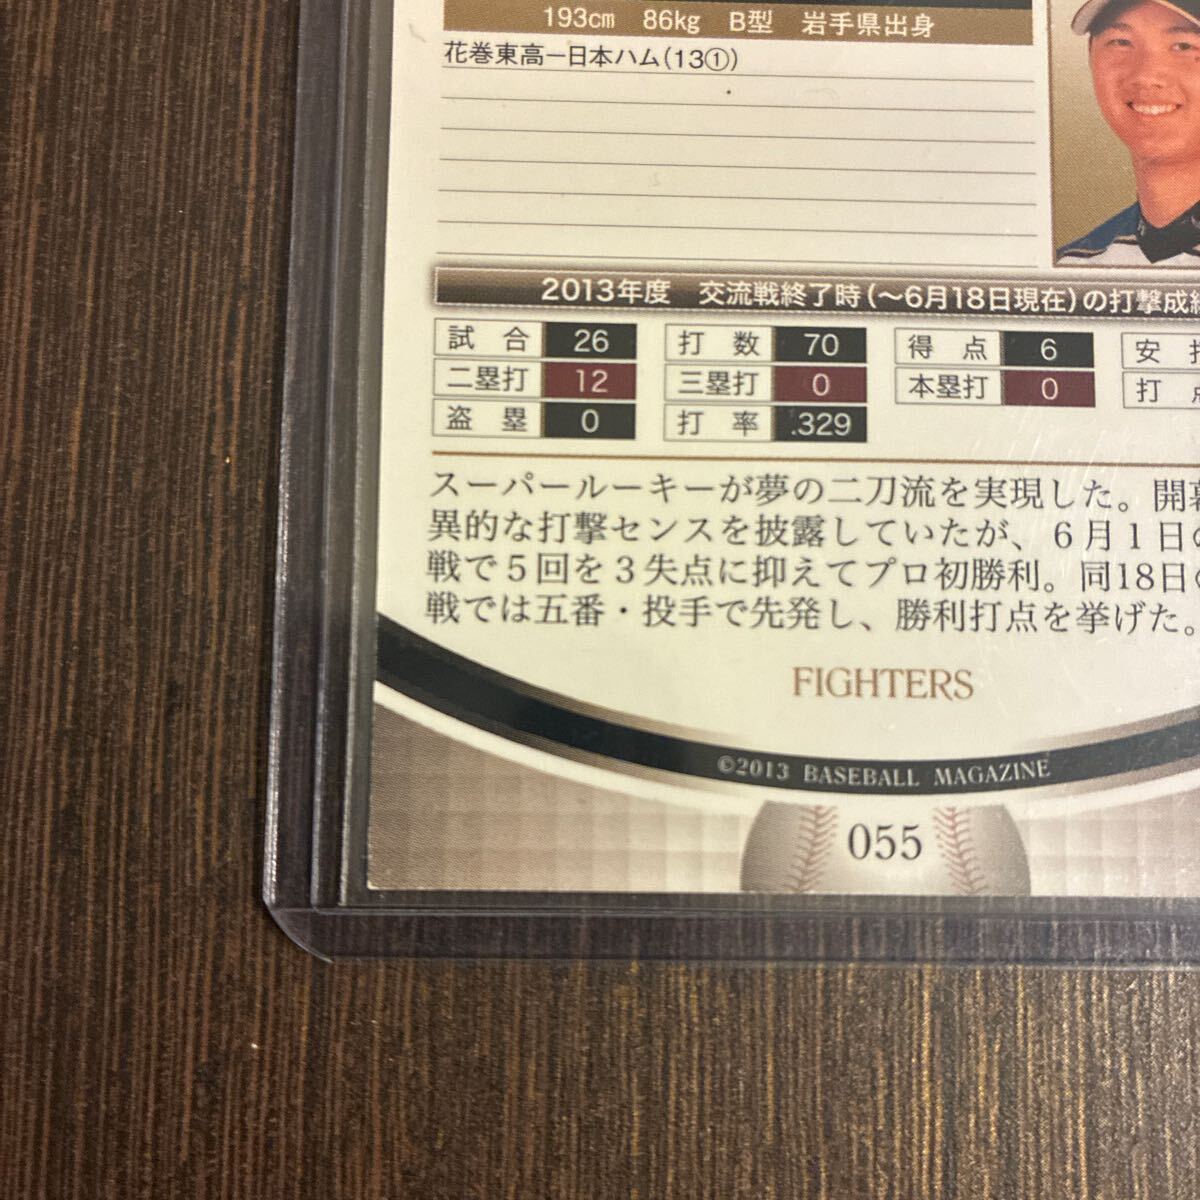 193cm 86kg B型 岩手県出身
花巻東高ー日本ハム(13①)
2013年度 交流戦終了時(〜6月18日現在)の打撃成績
試合 26 打数 70 得点 6 安
二塁打 12 三塁打 0 本塁打 0 打
盗塁 0 打率 .329
スーパールーキーが夢の二刀流を実現した。開幕
異的な打撃センスを披露していたが、6月1日の
戦で5回を3失点に抑えてプロ初勝利。同18日の
戦では五番・投手で先発し、勝利打点を挙げた。
FIGHTERS
©2013 BASEBALL MAGAZINE
055